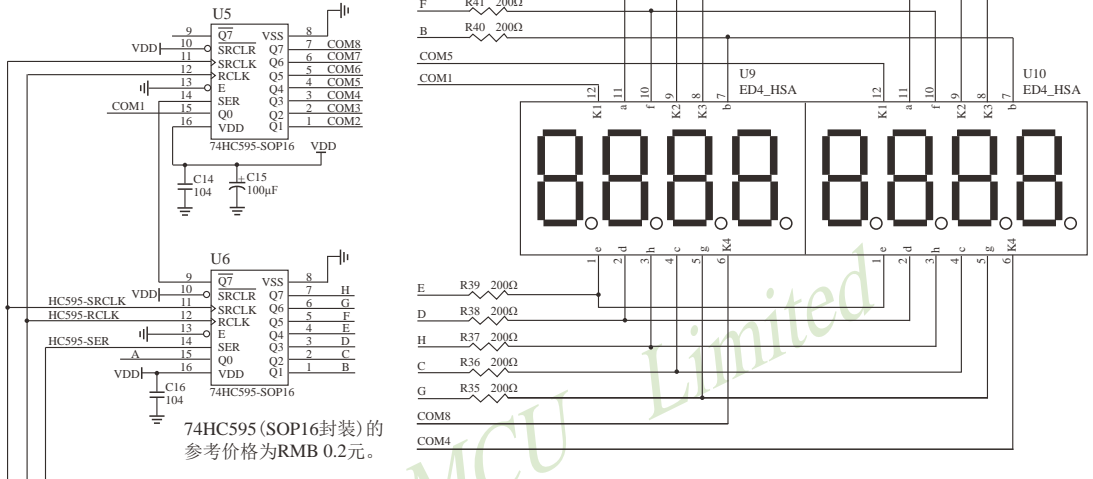 F R41 200Ω
B R40 200Ω
COM5
COM1
U5
9 Q7 VSS 8
VDD 10 SRCLR Q7 7 COM8
11 SRCLK Q6 6 COM7
12 RCLK Q5 5 COM6
13 E Q4 4 COM5
14 SER Q3 3 COM4
COM1 15 Q0 Q2 2 COM3
16 VDD Q1 1 COM2
74HC595-SOP16 VDD
C14
104
C15
100μF
U9
ED4_HSA
U10
ED4_HSA
12 11 10 9 8 7
K1 a f K2 K3 b
12 11 10 9 8 7
K1 a f K2 K3 b
e d h c g K4
1 2 3 4 5 6
e d h c g K4
1 2 3 4 5 6
U6
9 Q7 VSS 8
VDD 10 SRCLR Q7 7 H
HC595-SRCLK 11 SRCLK Q6 6 G
HC595-RCLK 12 RCLK Q5 5 F
13 E Q4 4 E
HC595-SER 14 SER Q3 3 D
A 15 Q0 Q2 2 C
VDD 16 VDD Q1 1 B
74HC595-SOP16
C16
104
E R39 200Ω
D R38 200Ω
H R37 200Ω
C R36 200Ω
G R35 200Ω
COM8
COM4
74HC595(SOP16封装)的
参考价格为RMB 0.2元。
MCU Limited